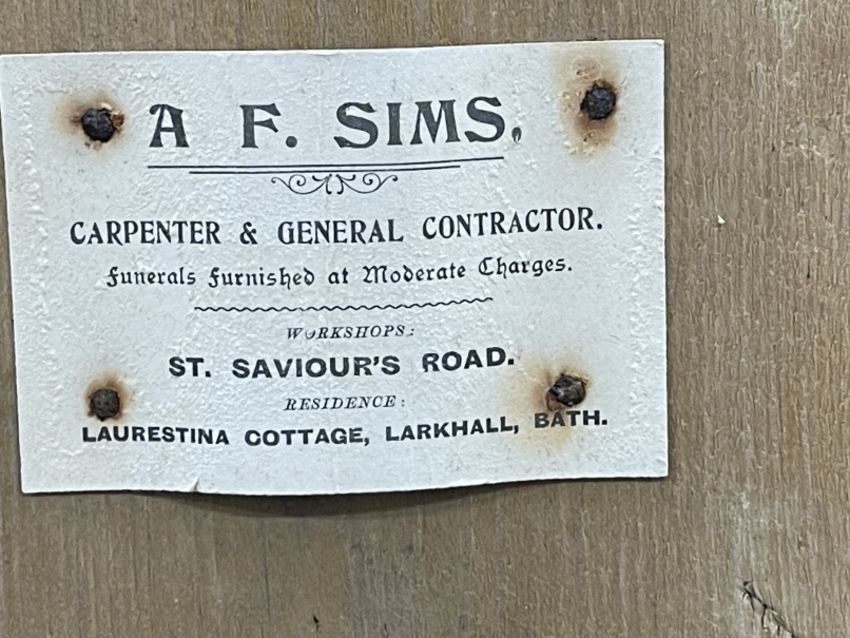 A F. SIMS.
CARPENTER & GENERAL CONTRACTOR.
Funerals Furnished at Moderate Charges.
WORKSHOPS:
ST. SAVIOUR'S ROAD.
RESIDENCE:
LAURESTINA COTTAGE, LARKHALL, BATH.